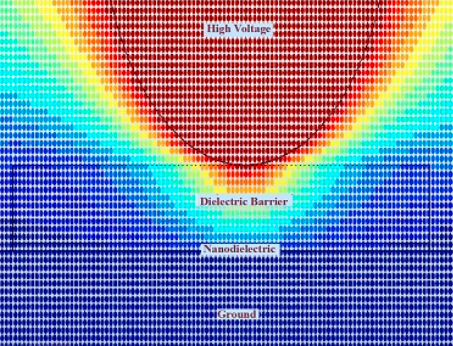 High Voltage
Dielectric Barrier
Nanodielectric
Ground